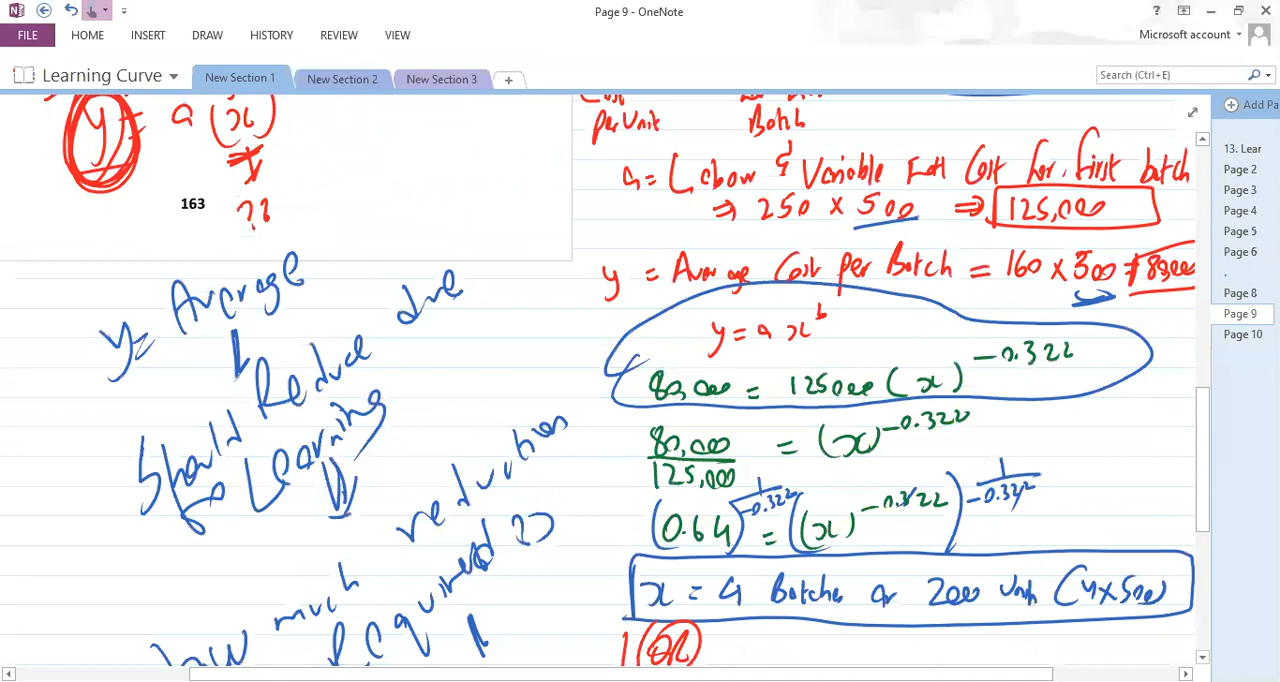 Page 9 - OneNote
?
FILE HOME INSERT DRAW HISTORY REVIEW VIEW
Microsoft account
Learning Curve
New Section 1 New Section 2 New Section 3 +
Search (Ctrl+E)
Add Pa
13. Lear
Page 2
Page 3
Page 4
Page 5
Page 6
.
Page 8
Page 9
Page 10
y = a (x)
163
??
y = Average
Should Reduce due
to Learning
How much reduction
Required ??
Cost per Unit
Batch
a = Labour & Variable Cost for first batch
⇒ 250 × 500 ⇒ 125,000
y = Average Cost per Batch = 160 × 500 = 80,000
y = a x^b
80,000 = 125000 (x)^-0.322
80,000 / 125,000 = (x)^-0.322
(0.64)^1/-0.322 = ((x)^-0.322)^1/-0.322
x = 4 Batches or 2000 Units (4×500)
OR